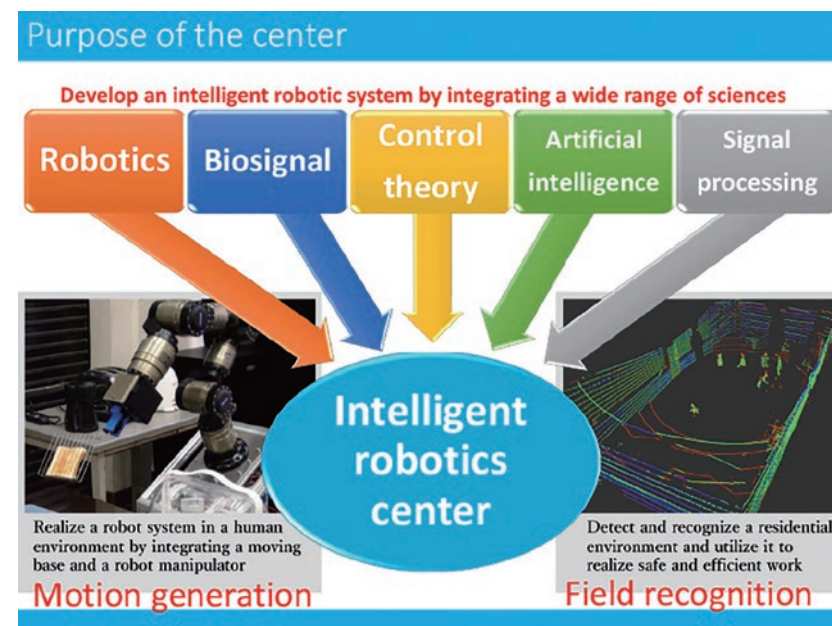 Purpose of the center
Develop an intelligent robotic system by integrating a wide range of sciences
Robotics
Biosignal
Control
theory
Artificial
intelligence
Signal
processing
Intelligent
robotics
center
Realize a robot system in a human
environment by integrating a moving
base and a robot manipulator
Motion generation
Detect and recognize a residential
environment and utilize it to
realize safe and efficient work
Field recognition